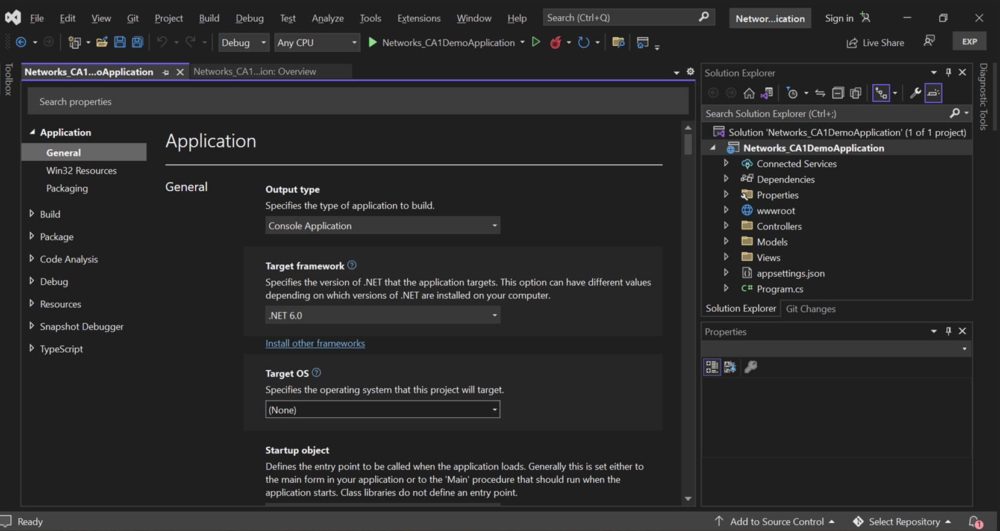 File Edit View Git Project Build Debug Test Analyze Tools Extensions Window Help Search (Ctrl+Q) Networ...ication Sign in
Debug Any CPU Networks_CA1DemoApplication Live Share EXP
Toolbox
Networks_CA1...oApplication Networks_CA1...ion: Overview
Search properties
Application
General
Win32 Resources
Packaging
Build
Package
Code Analysis
Debug
Resources
Snapshot Debugger
TypeScript
Application
General
Output type
Specifies the type of application to build.
Console Application
Target framework ?
Specifies the version of .NET that the application targets. This option can have different values
depending on which versions of .NET are installed on your computer.
.NET 6.0
Install other frameworks
Target OS ?
Specifies the operating system that this project will target.
(None)
Startup object
Defines the entry point to be called when the application loads. Generally this is set either to
the main form in your application or to the 'Main' procedure that should run when the
application starts. Class libraries do not define an entry point.
Solution Explorer
Search Solution Explorer (Ctrl+;)
Solution 'Networks_CA1DemoApplication' (1 of 1 project)
Networks_CA1DemoApplication
Connected Services
Dependencies
Properties
wwwroot
Controllers
Models
Views
appsettings.json
C# Program.cs
Solution Explorer Git Changes
Properties
Diagnostic Tools
Ready Add to Source Control Select Repository 1